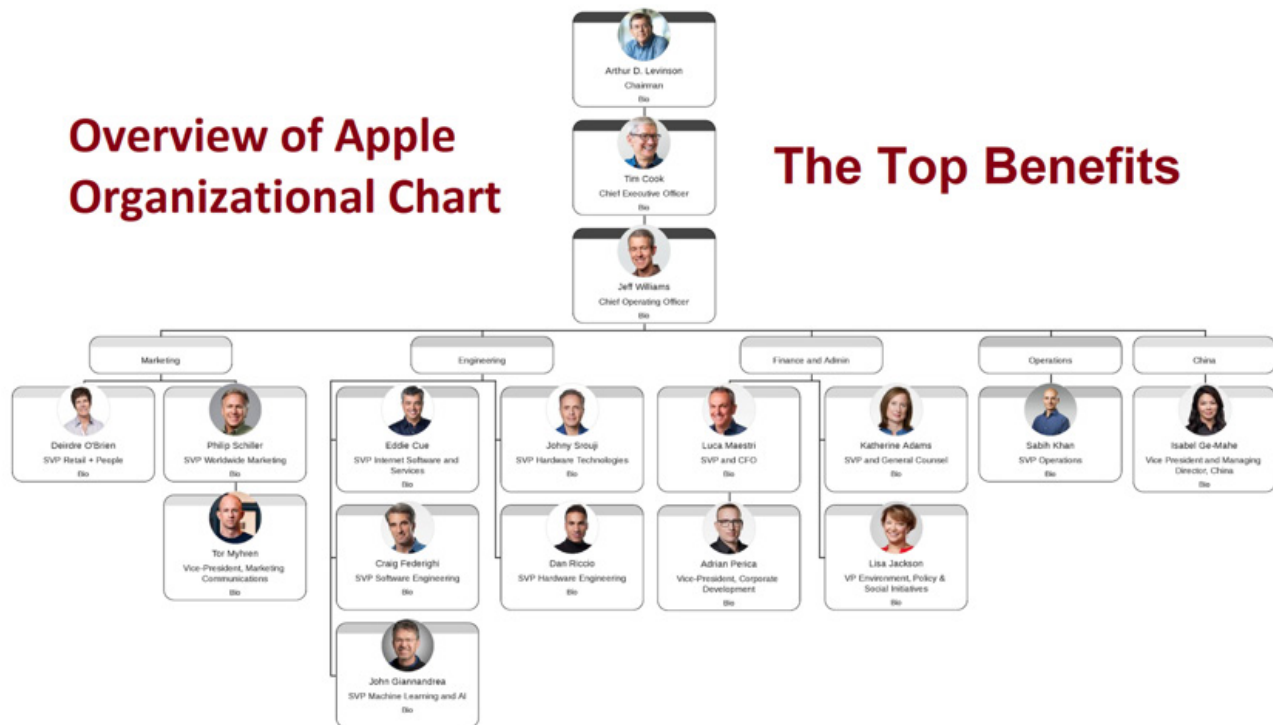 Overview of Apple
Organizational Chart
The Top Benefits
Arthur D. Levinson
Chairman
Bio
Tim Cook
Chief Executive Officer
Bio
Jeff Williams
Chief Operating Officer
Bio
Marketing
Engineering
Finance and Admin
Operations
China
Deirdre O'Brien
SVP Retail + People
Bio
Philip Schiller
SVP Worldwide Marketing
Bio
Eddie Cue
SVP Internet Software and
Services
Bio
Johny Srouji
SVP Hardware Technologies
Bio
Luca Maestri
SVP and CFO
Bio
Katherine Adams
SVP and General Counsel
Bio
Sabih Khan
SVP Operations
Bio
Isabel Ge-Mahe
Vice President and Managing
Director, China
Bio
Tor Myhren
Vice-President, Marketing
Communications
Bio
Craig Federighi
SVP Software Engineering
Bio
Dan Riccio
SVP Hardware Engineering
Bio
Adrian Perica
Vice-President, Corporate
Development
Bio
Lisa Jackson
VP Environment, Policy &
Social Initiatives
Bio
John Giannandrea
SVP Machine Learning and AI
Bio